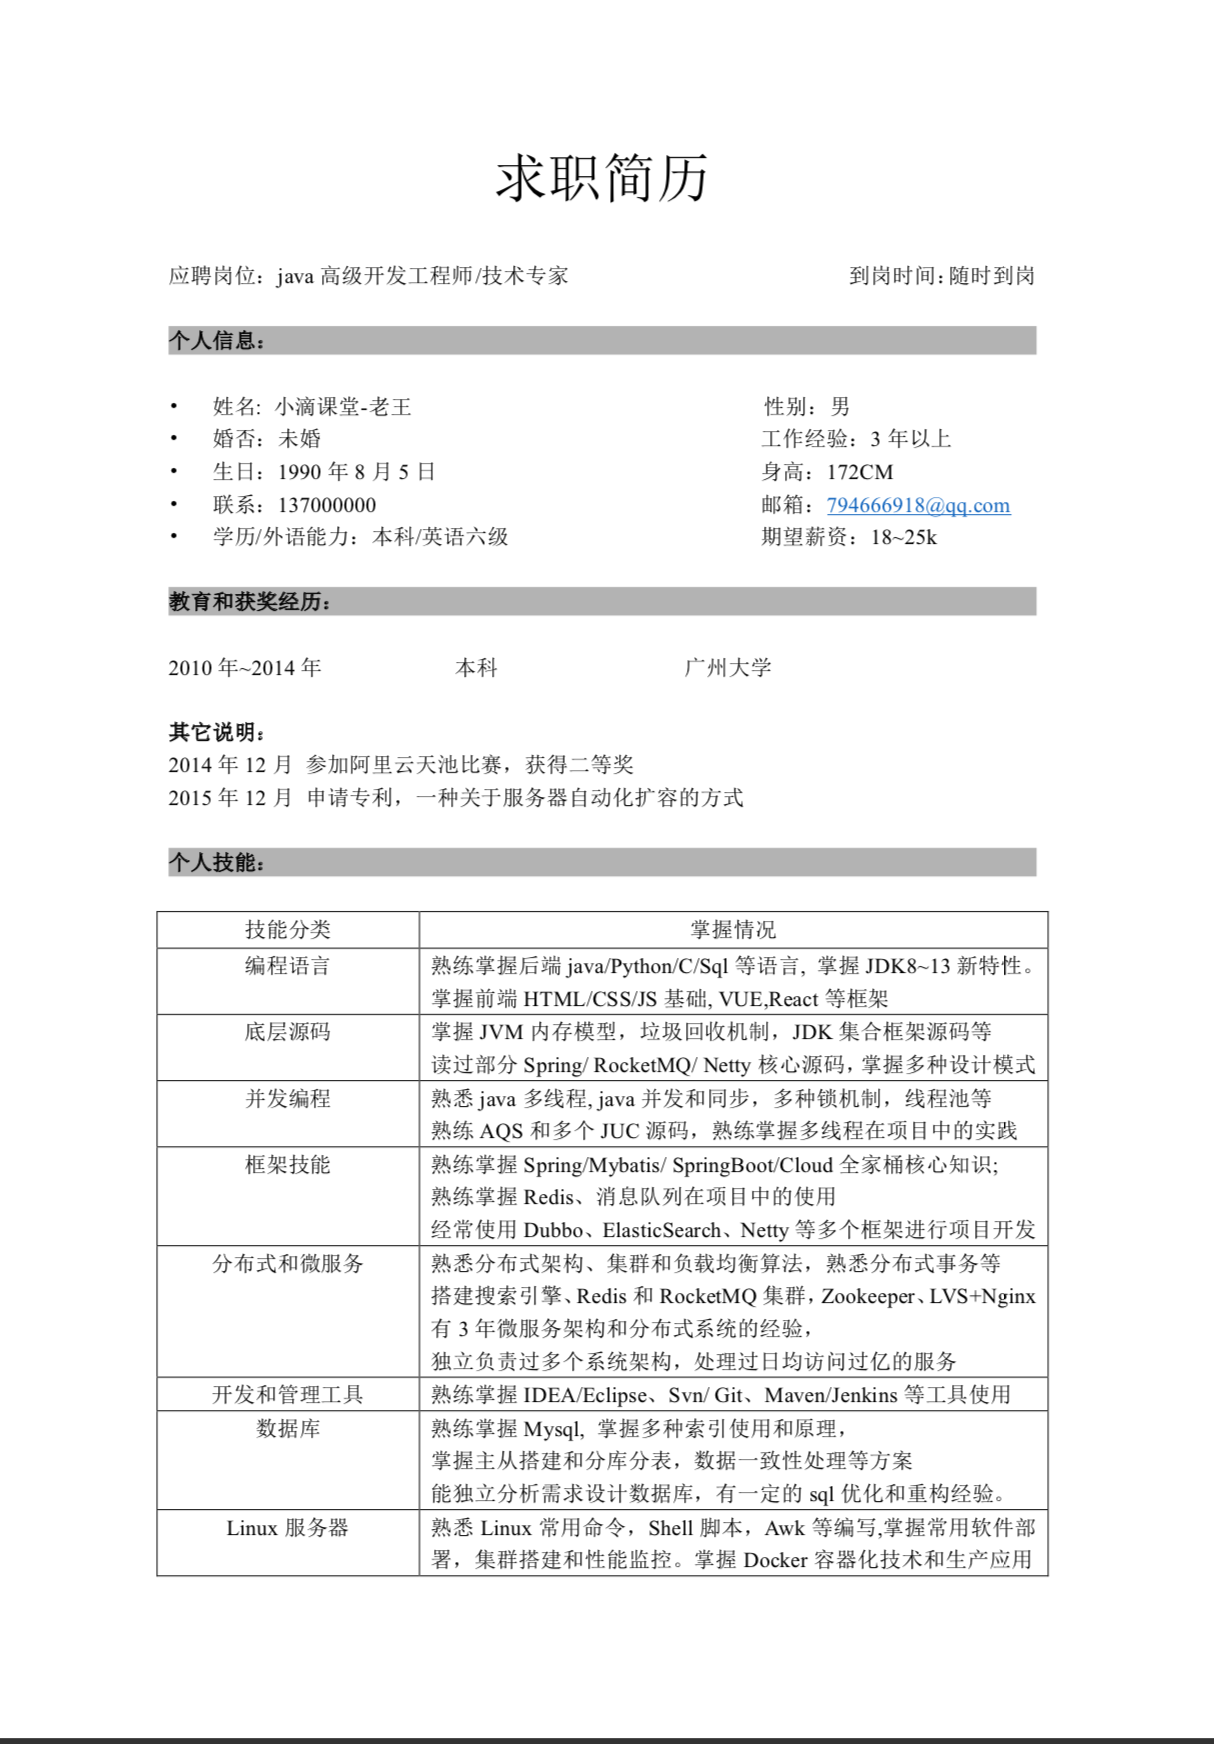 求职简历
应聘岗位：java 高级开发工程师/技术专家 到岗时间：随时到岗
个人信息：
• 姓名: 小滴课堂-老王 性别：男
• 婚否：未婚 工作经验：3 年以上
• 生日：1990 年 8 月 5 日 身高：172CM
• 联系：137000000 邮箱：794666918@qq.com
• 学历/外语能力：本科/英语六级 期望薪资：18~25k
教育和获奖经历：
2010 年~2014 年 本科 广州大学
其它说明：
2014 年 12 月 参加阿里云天池比赛，获得二等奖
2015 年 12 月 申请专利，一种关于服务器自动化扩容的方式
个人技能：
技能分类 掌握情况
编程语言 熟练掌握后端 java/Python/C/Sql 等语言, 掌握 JDK8~13 新特性。
掌握前端 HTML/CSS/JS 基础, VUE,React 等框架
底层源码 掌握 JVM 内存模型，垃圾回收机制，JDK 集合框架源码等
读过部分 Spring/ RocketMQ/ Netty 核心源码，掌握多种设计模式
并发编程 熟悉 java 多线程, java 并发和同步，多种锁机制，线程池等
熟练 AQS 和多个 JUC 源码，熟练掌握多线程在项目中的实践
框架技能 熟练掌握 Spring/Mybatis/ SpringBoot/Cloud 全家桶核心知识;
熟练掌握 Redis、消息队列在项目中的使用
经常使用 Dubbo、ElasticSearch、Netty 等多个框架进行项目开发
分布式和微服务 熟悉分布式架构、集群和负载均衡算法，熟悉分布式事务等
搭建搜索引擎、Redis 和 RocketMQ 集群，Zookeeper、LVS+Nginx
有 3 年微服务架构和分布式系统的经验，
独立负责过多个系统架构，处理过日均访问过亿的服务
开发和管理工具 熟练掌握 IDEA/Eclipse、Svn/ Git、Maven/Jenkins 等工具使用
数据库 熟练掌握 Mysql, 掌握多种索引使用和原理，
掌握主从搭建和分库分表，数据一致性处理等方案
能独立分析需求设计数据库，有一定的 sql 优化和重构经验。
Linux 服务器 熟悉 Linux 常用命令，Shell 脚本，Awk 等编写,掌握常用软件部
署，集群搭建和性能监控。掌握 Docker 容器化技术和生产应用